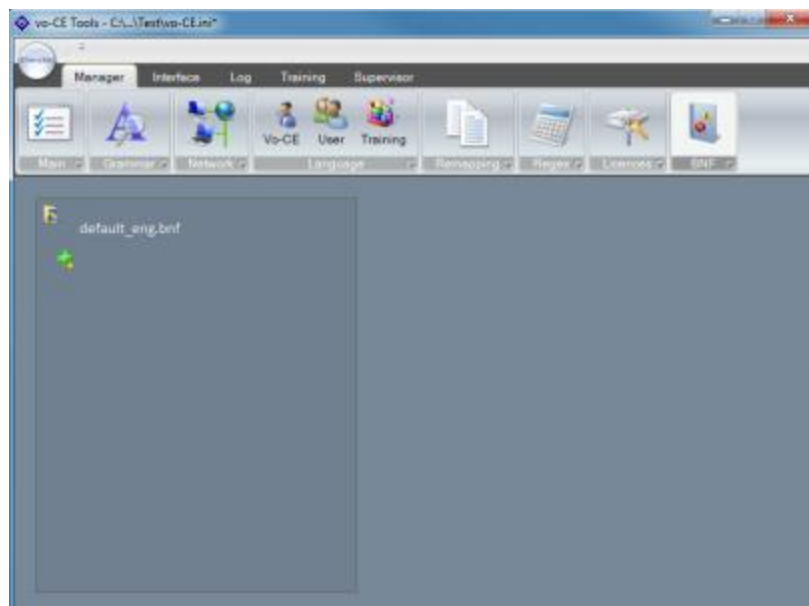 vo-CE Tools - C:\...\Test\vo-CE.ini*
Manager Interface Log Training Supervisor
Vo-CE User Training
Main Grammar Network Language Remapping Regex Licences BNF
default_eng.bnf